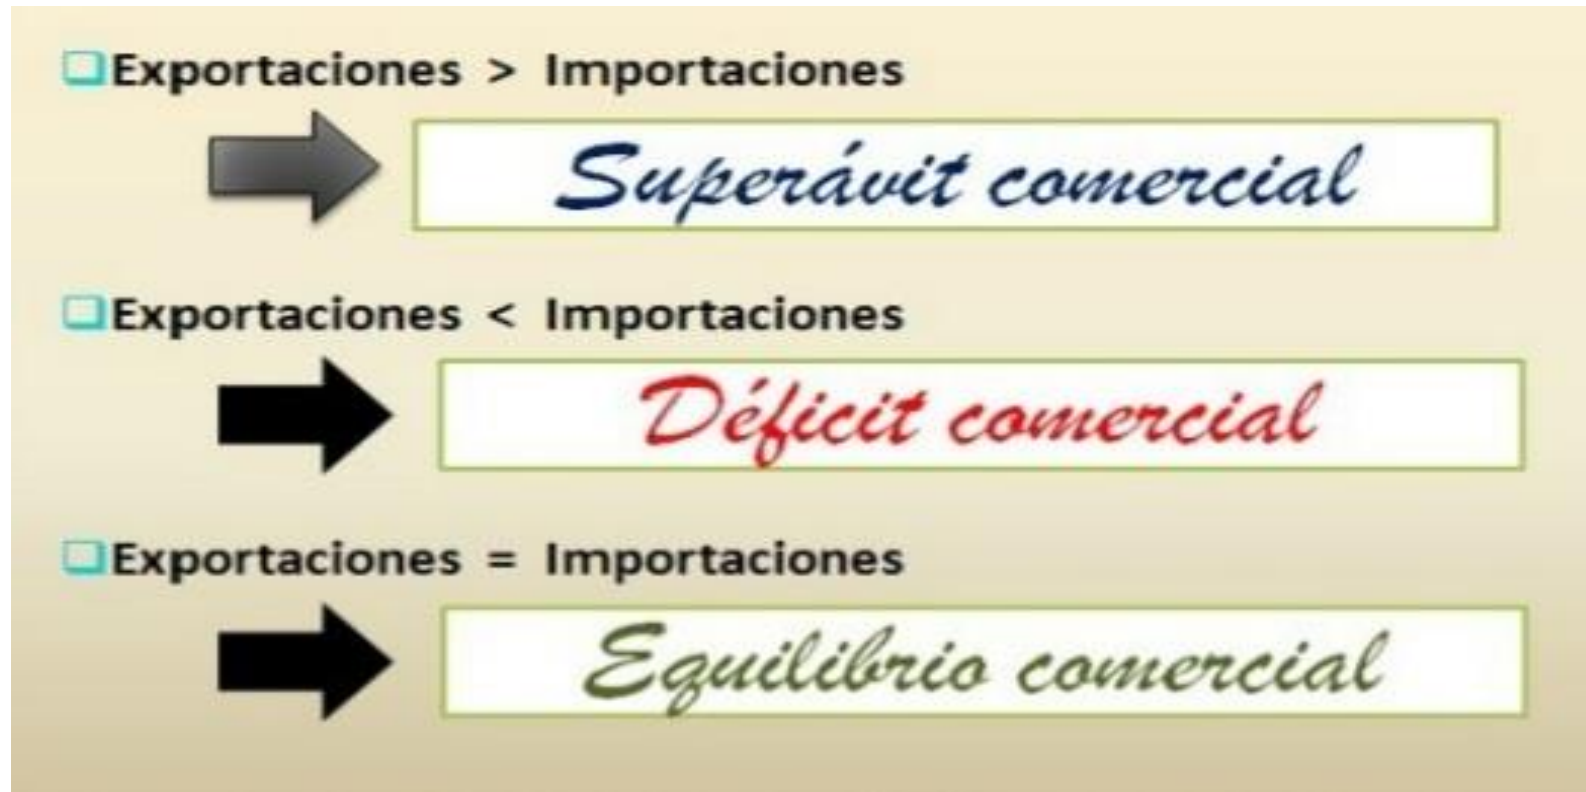 Exportaciones > Importaciones
Superávit comercial
Exportaciones < Importaciones
Déficit comercial
Exportaciones = Importaciones
Equilibrio comercial